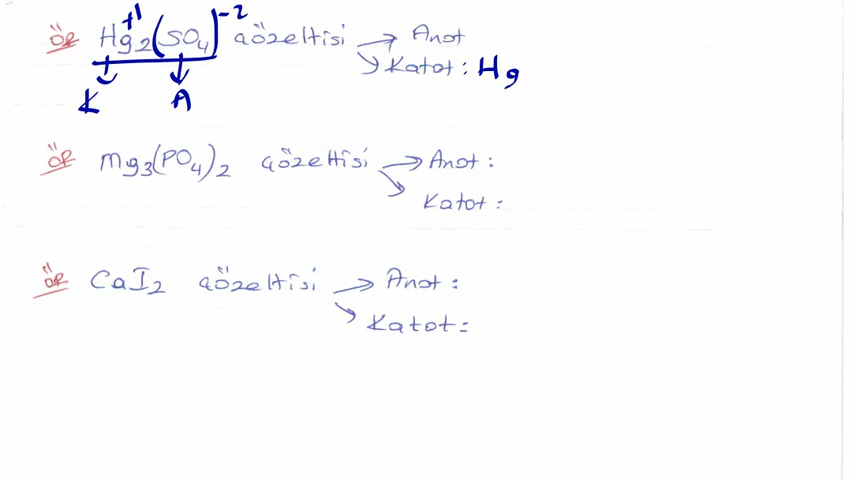 ÖR Hg₂⁺¹(SO₄)⁻² çözeltisi → Anot
→ Katot : Hg
K A
ÖR Mg₃(PO₄)₂ çözeltisi → Anot :
→ Katot :
ÖR CaI₂ çözeltisi → Anot :
→ Katot :